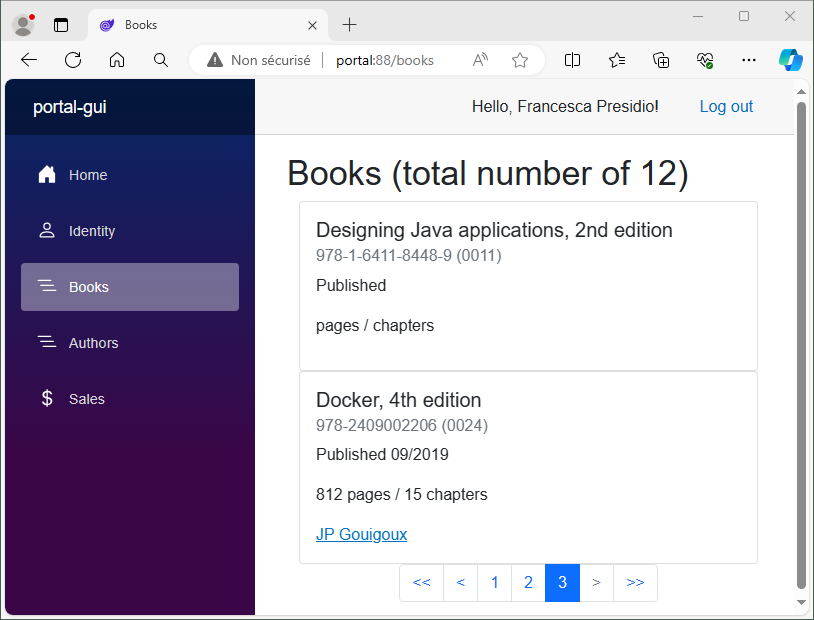 Books
Non sécurisé
portal:88/books
portal-gui
Hello, Francesca Presidio!
Log out
Home
Identity
Books
Authors
$ Sales
Books (total number of 12)
Designing Java applications, 2nd edition
978-1-6411-8448-9 (0011)
Published
pages / chapters
Docker, 4th edition
978-2409002206 (0024)
Published 09/2019
812 pages / 15 chapters
JP Gouigoux
<< < 1 2 3 > >>